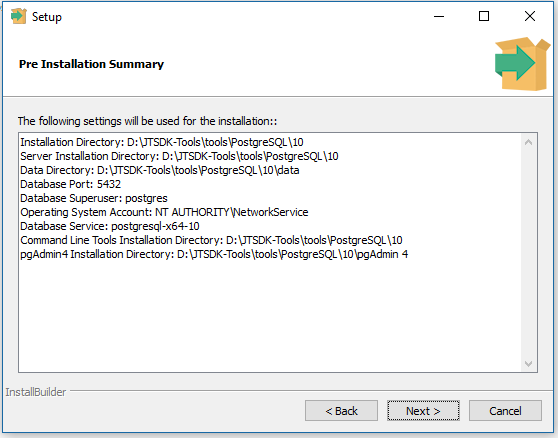 Setup
Pre Installation Summary
The following settings will be used for the installation::
Installation Directory: D:\JTSDK-Tools\tools\PostgreSQL\10
Server Installation Directory: D:\JTSDK-Tools\tools\PostgreSQL\10
Data Directory: D:\JTSDK-Tools\tools\PostgreSQL\10\data
Database Port: 5432
Database Superuser: postgres
Operating System Account: NT AUTHORITY\NetworkService
Database Service: postgresql-x64-10
Command Line Tools Installation Directory: D:\JTSDK-Tools\tools\PostgreSQL\10
pgAdmin4 Installation Directory: D:\JTSDK-Tools\tools\PostgreSQL\10\pgAdmin 4
InstallBuilder
< Back Next > Cancel